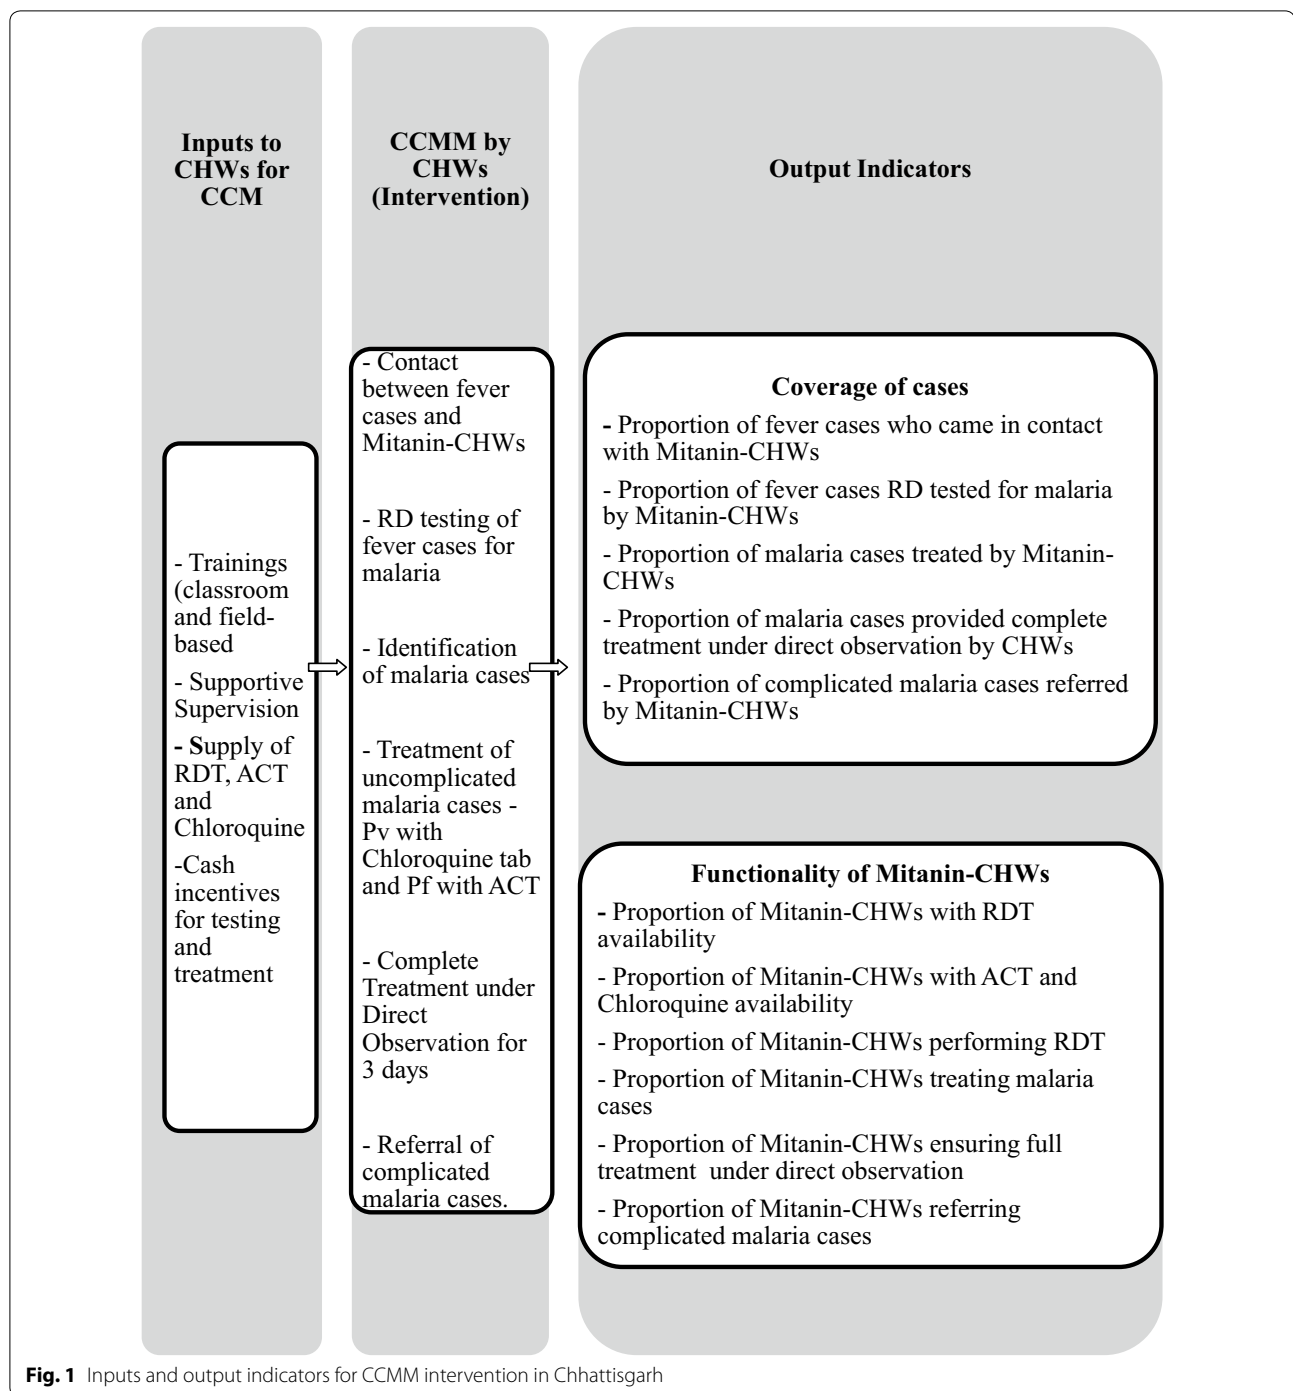 Inputs to
CHWs for
CCM
CCMM by
CHWs
(Intervention)
Output Indicators
- Trainings
(classroom
and field-
based
- Supportive
Supervision
- Supply of
RDT, ACT
and
Chloroquine
-Cash
incentives
for testing
and
treatment
- Contact
between fever
cases and
Mitanin-CHWs
- RD testing of
fever cases for
malaria
- Identification
of malaria cases
- Treatment of
uncomplicated
malaria cases -
Pv with
Chloroquine tab
and Pf with ACT
- Complete
Treatment under
Direct
Observation for
3 days
- Referral of
complicated
malaria cases.
Coverage of cases
- Proportion of fever cases who came in contact
with Mitanin-CHWs
- Proportion of fever cases RD tested for malaria
by Mitanin-CHWs
- Proportion of malaria cases treated by Mitanin-
CHWs
- Proportion of malaria cases provided complete
treatment under direct observation by CHWs
- Proportion of complicated malaria cases referred
by Mitanin-CHWs
Functionality of Mitanin-CHWs
- Proportion of Mitanin-CHWs with RDT
availability
- Proportion of Mitanin-CHWs with ACT and
Chloroquine availability
- Proportion of Mitanin-CHWs performing RDT
- Proportion of Mitanin-CHWs treating malaria
cases
- Proportion of Mitanin-CHWs ensuring full
treatment  under direct observation
- Proportion of Mitanin-CHWs referring
complicated malaria cases
Fig. 1 Inputs and output indicators for CCMM intervention in Chhattisgarh